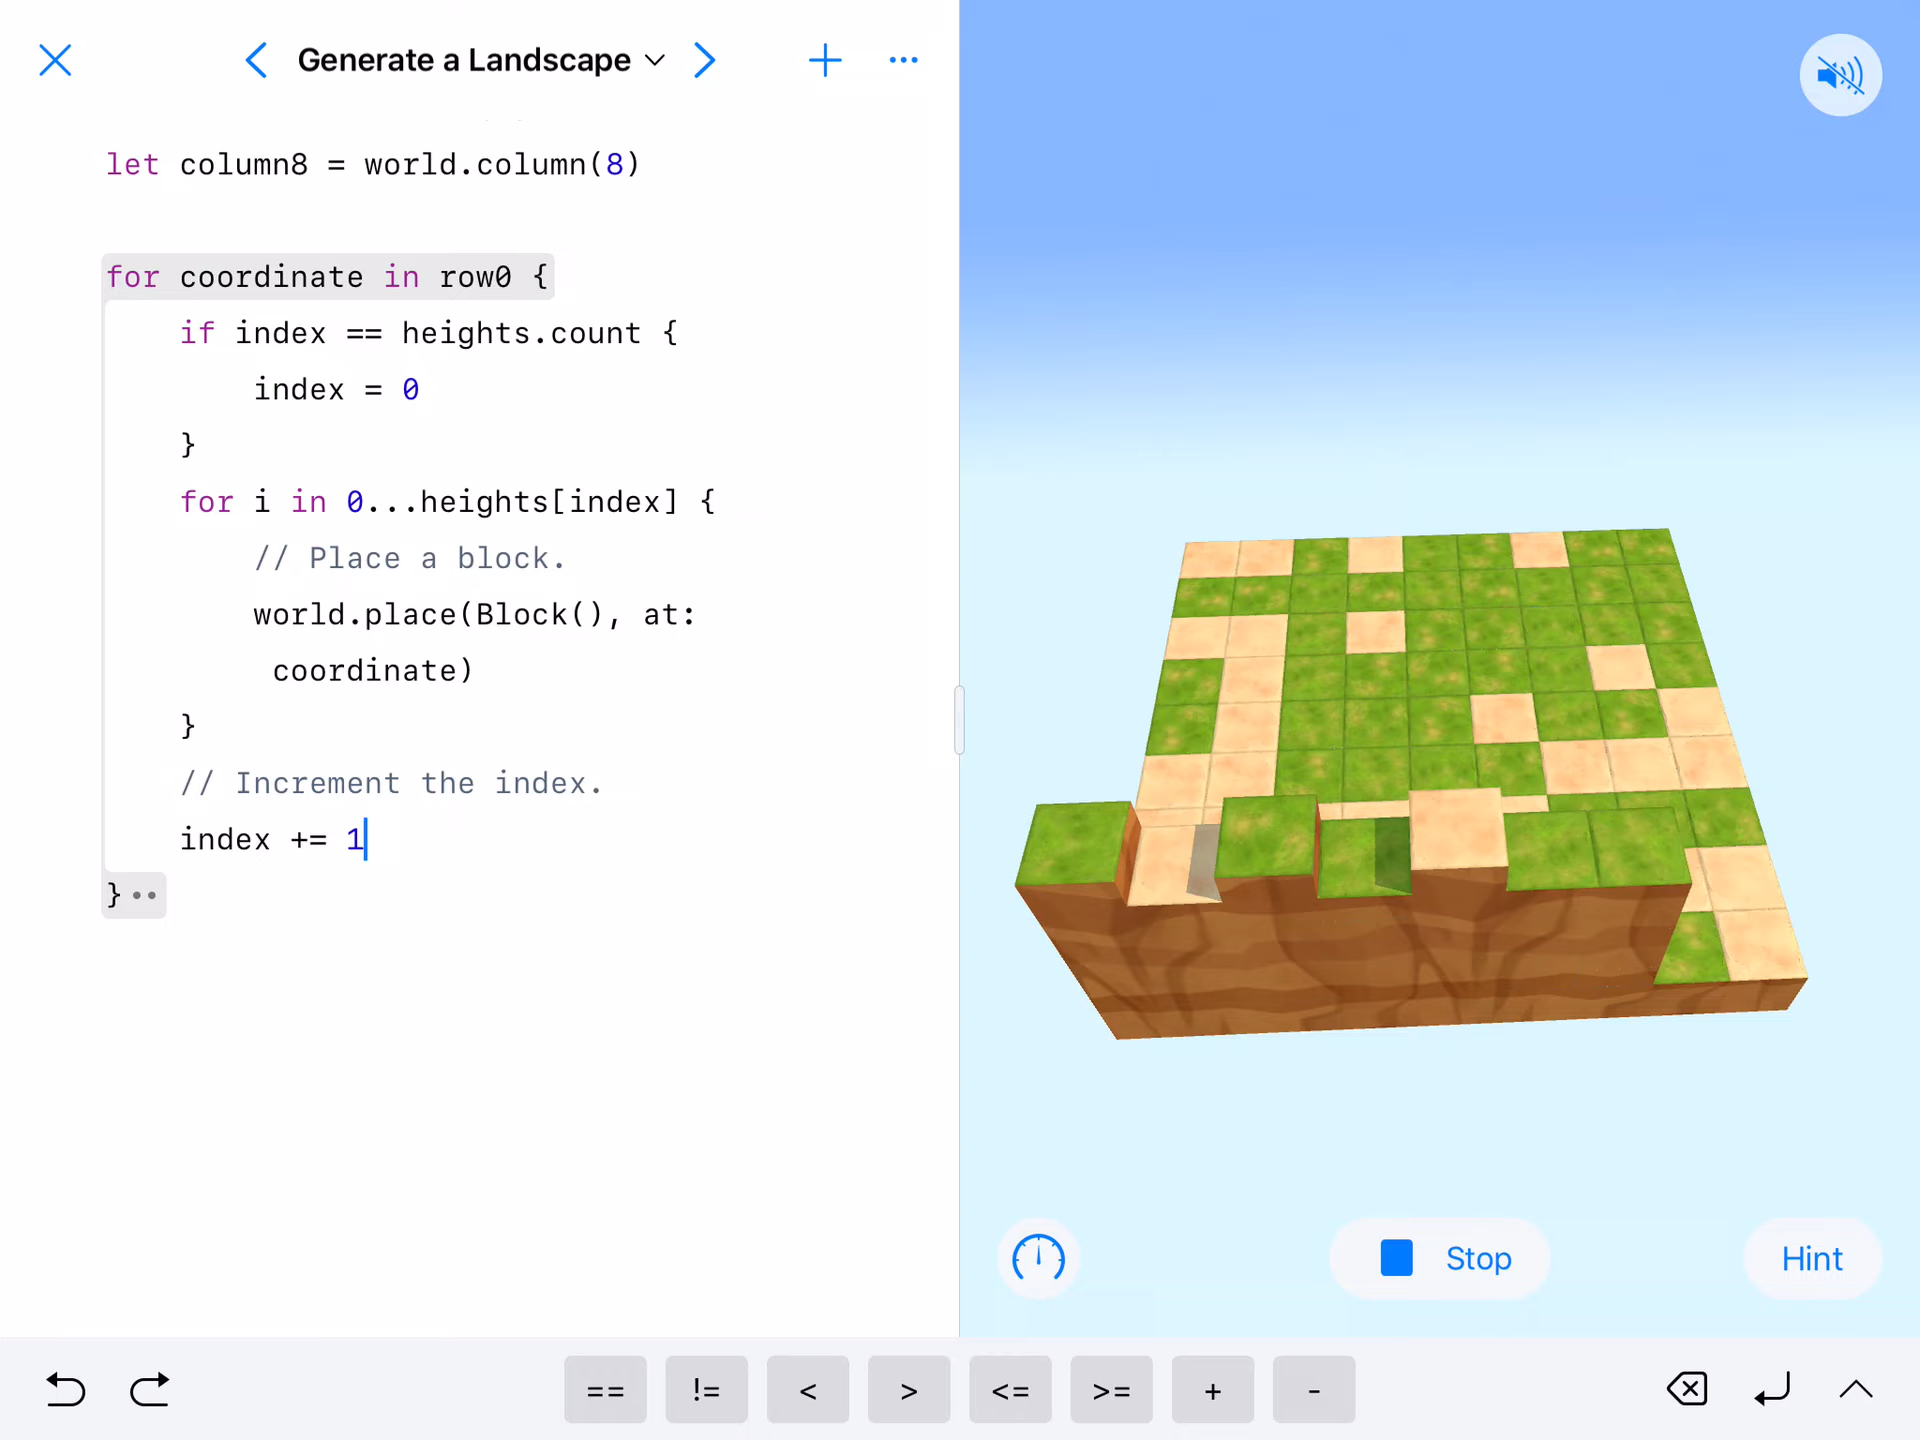 Generate a Landscape
let column8 = world.column(8)
for coordinate in row0 {
if index == heights.count {
index = 0
}
for i in 0...heights[index] {
// Place a block.
world.place(Block(), at:
coordinate)
}
// Increment the index.
index += 1
}
Stop
Hint
== != < > <= >= + -